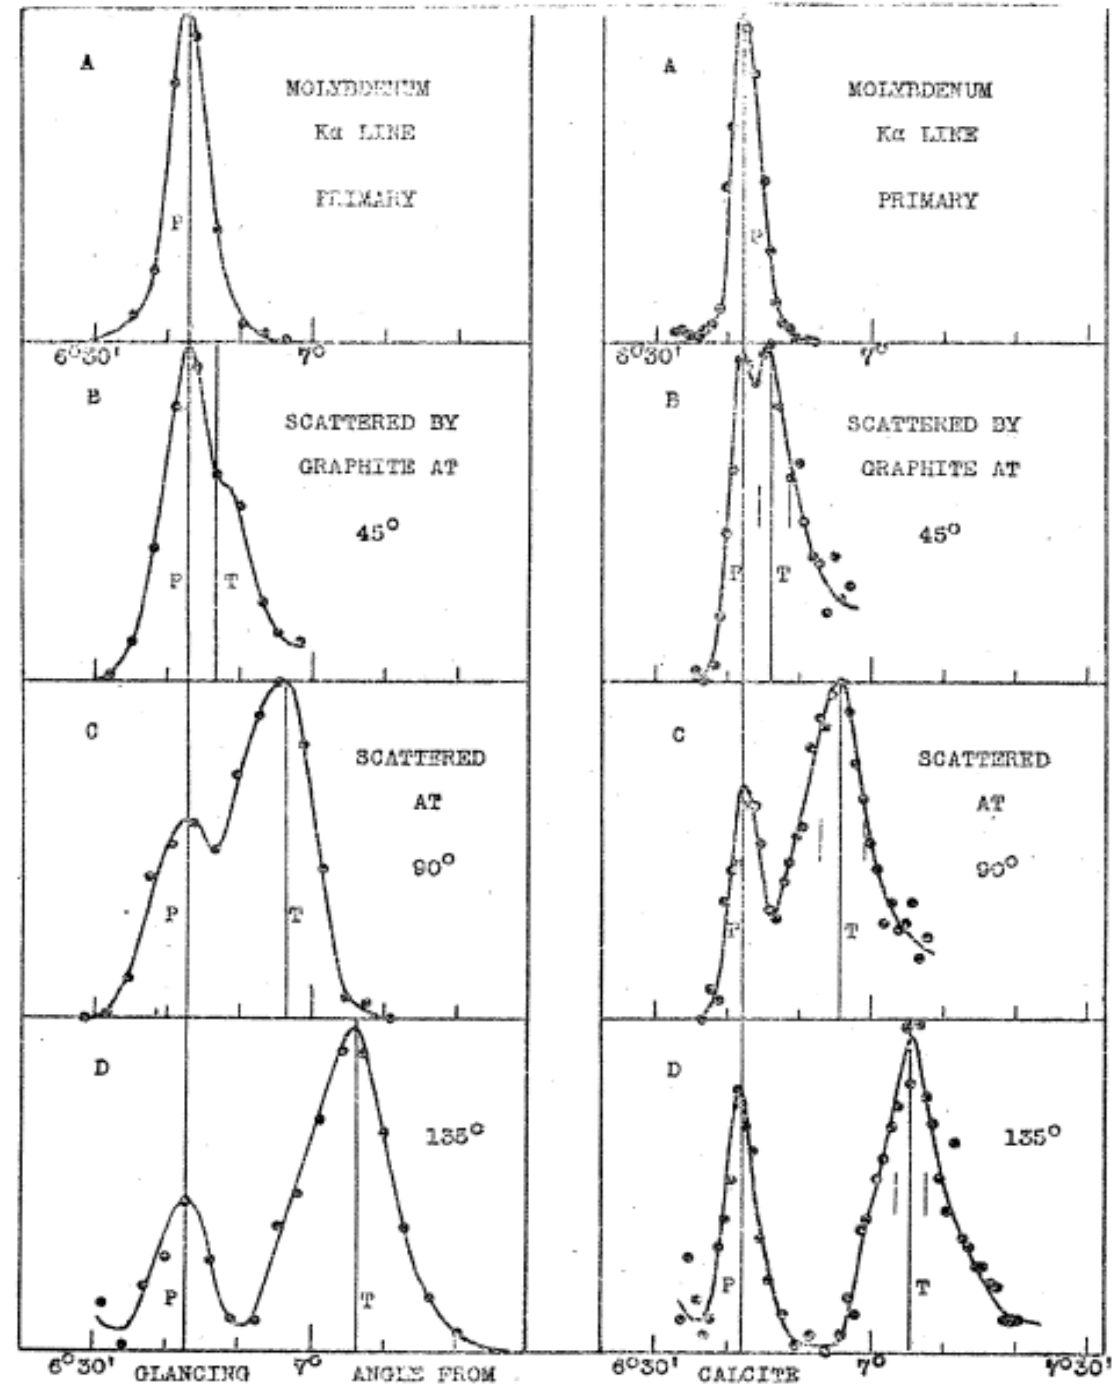 A
MOLYBDENUM
Kα LINE
PRIMARY
P
6°30' 7°
B
SCATTERED BY
GRAPHITE AT
45°
P T
C
SCATTERED
AT
90°
P T
D
135°
P T
6°30' GLANCING 7° ANGLE FROM
A
MOLYBDENUM
Kα LINE
PRIMARY
P
6°30' 7°
B
SCATTERED BY
GRAPHITE AT
45°
P T
C
SCATTERED
AT
90°
P T
D
135°
P
P T
6°30' CALCITE 7° 7°30'